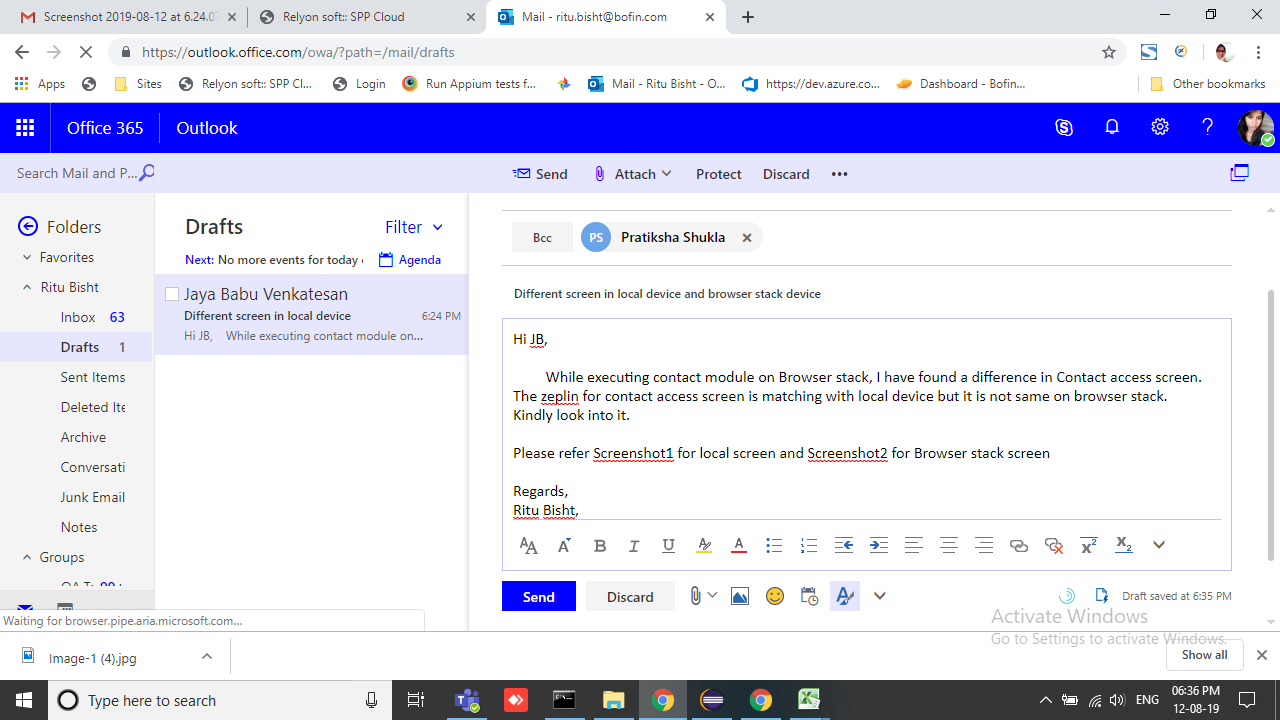 Screenshot 2019-08-12 at 6.24.0
Relyon soft:: SPP Cloud
Mail - ritu.bisht@bofin.com
https://outlook.office.com/owa/?path=/mail/drafts
Apps
Sites
Relyon soft:: SPP Cl...
Login
Run Appium tests f...
Mail - Ritu Bisht - O...
https://dev.azure.co...
Dashboard - Bofin...
Other bookmarks
Office 365
Outlook
Search Mail and P...
Send
Attach
Protect
Discard
Folders
Favorites
Ritu Bisht
Inbox 63
Drafts 1
Sent Items
Deleted Ite
Archive
Conversati
Junk Email
Notes
Groups
99+
Drafts
Filter
Next: No more events for today
Agenda
Jaya Babu Venkatesan
Different screen in local device
6:24 PM
Hi JB, While executing contact module on...
Bcc
PS
Pratiksha Shukla
Different screen in local device and browser stack device
Hi JB,
While executing contact module on Browser stack, I have found a difference in Contact access screen.
The zeplin for contact access screen is matching with local device but it is not same on browser stack.
Kindly look into it.
Please refer Screenshot1 for local screen and Screenshot2 for Browser stack screen
Regards,
Ritu Bisht,
Send
Discard
Draft saved at 6:35 PM
Activate Windows
Go to Settings to activate Windows.
Waiting for browser.pipe.aria.microsoft.com...
Image-1 (4).jpg
Show all
Type here to search
ENG
06:36 PM
12-08-19